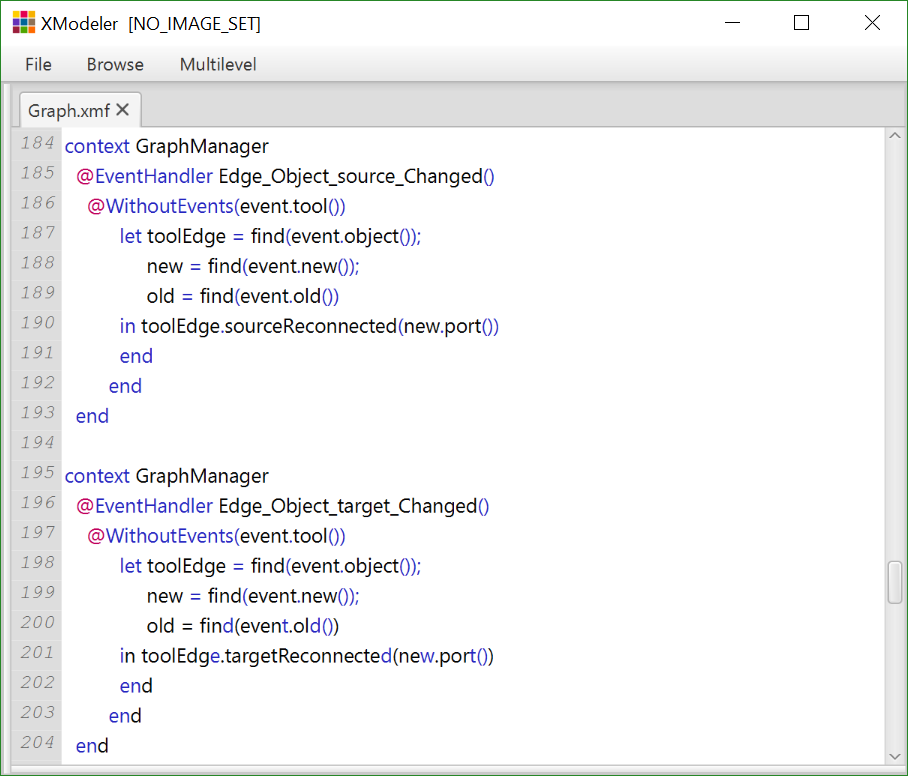 XModeler [NO_IMAGE_SET]
File Browse Multilevel
Graph.xmf
184 context GraphManager
185 @EventHandler Edge_Object_source_Changed()
186 @WithoutEvents(event.tool())
187 let toolEdge = find(event.object());
188 new = find(event.new());
189 old = find(event.old())
190 in toolEdge.sourceReconnected(new.port())
191 end
192 end
193 end
194
195 context GraphManager
196 @EventHandler Edge_Object_target_Changed()
197 @WithoutEvents(event.tool())
198 let toolEdge = find(event.object());
199 new = find(event.new());
200 old = find(event.old())
201 in toolEdge.targetReconnected(new.port())
202 end
203 end
204 end